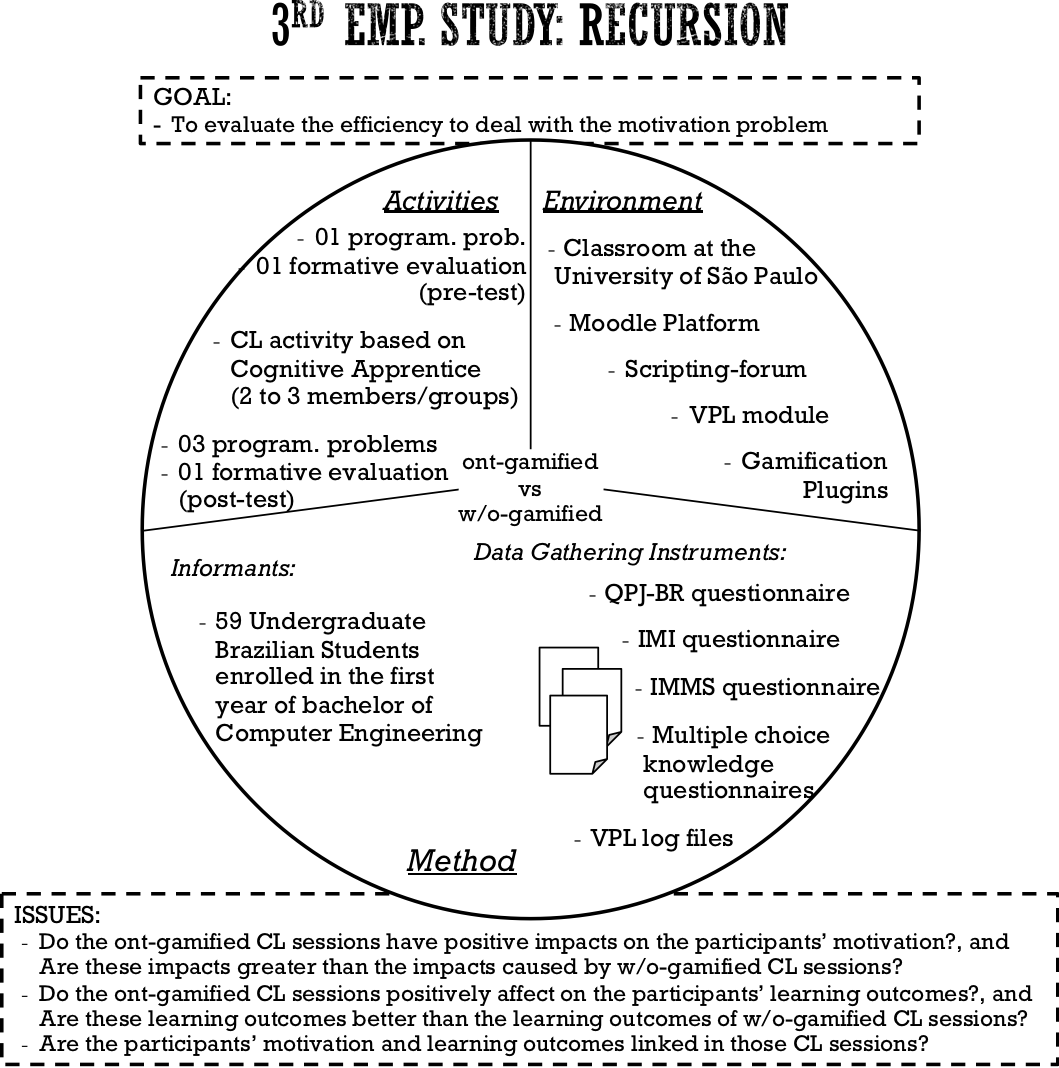 3RD EMP. STUDY: RECURSION
GOAL:
- To evaluate the efficiency to deal with the motivation problem
Activities
- 01 program. prob.
- 01 formative evaluation
(pre-test)
- CL activity based on
Cognitive Apprentice
(2 to 3 members/groups)
- 03 program. problems
- 01 formative evaluation
(post-test)
Environment
- Classroom at the
University of São Paulo
- Moodle Platform
- Scripting-forum
- VPL module
- Gamification
Plugins
ont-gamified
vs
w/o-gamified
Informants:
- 59 Undergraduate
Brazilian Students
enrolled in the first
year of bachelor of
Computer Engineering
Data Gathering Instruments:
- QPJ-BR questionnaire
- IMI questionnaire
- IMMS questionnaire
- Multiple choice
knowledge
questionnaires
- VPL log files
Method
ISSUES:
- Do the ont-gamified CL sessions have positive impacts on the participants' motivation?, and
Are these impacts greater than the impacts caused by w/o-gamified CL sessions?
- Do the ont-gamified CL sessions positively affect on the participants' learning outcomes?, and
Are these learning outcomes better than the learning outcomes of w/o-gamified CL sessions?
- Are the participants' motivation and learning outcomes linked in those CL sessions?